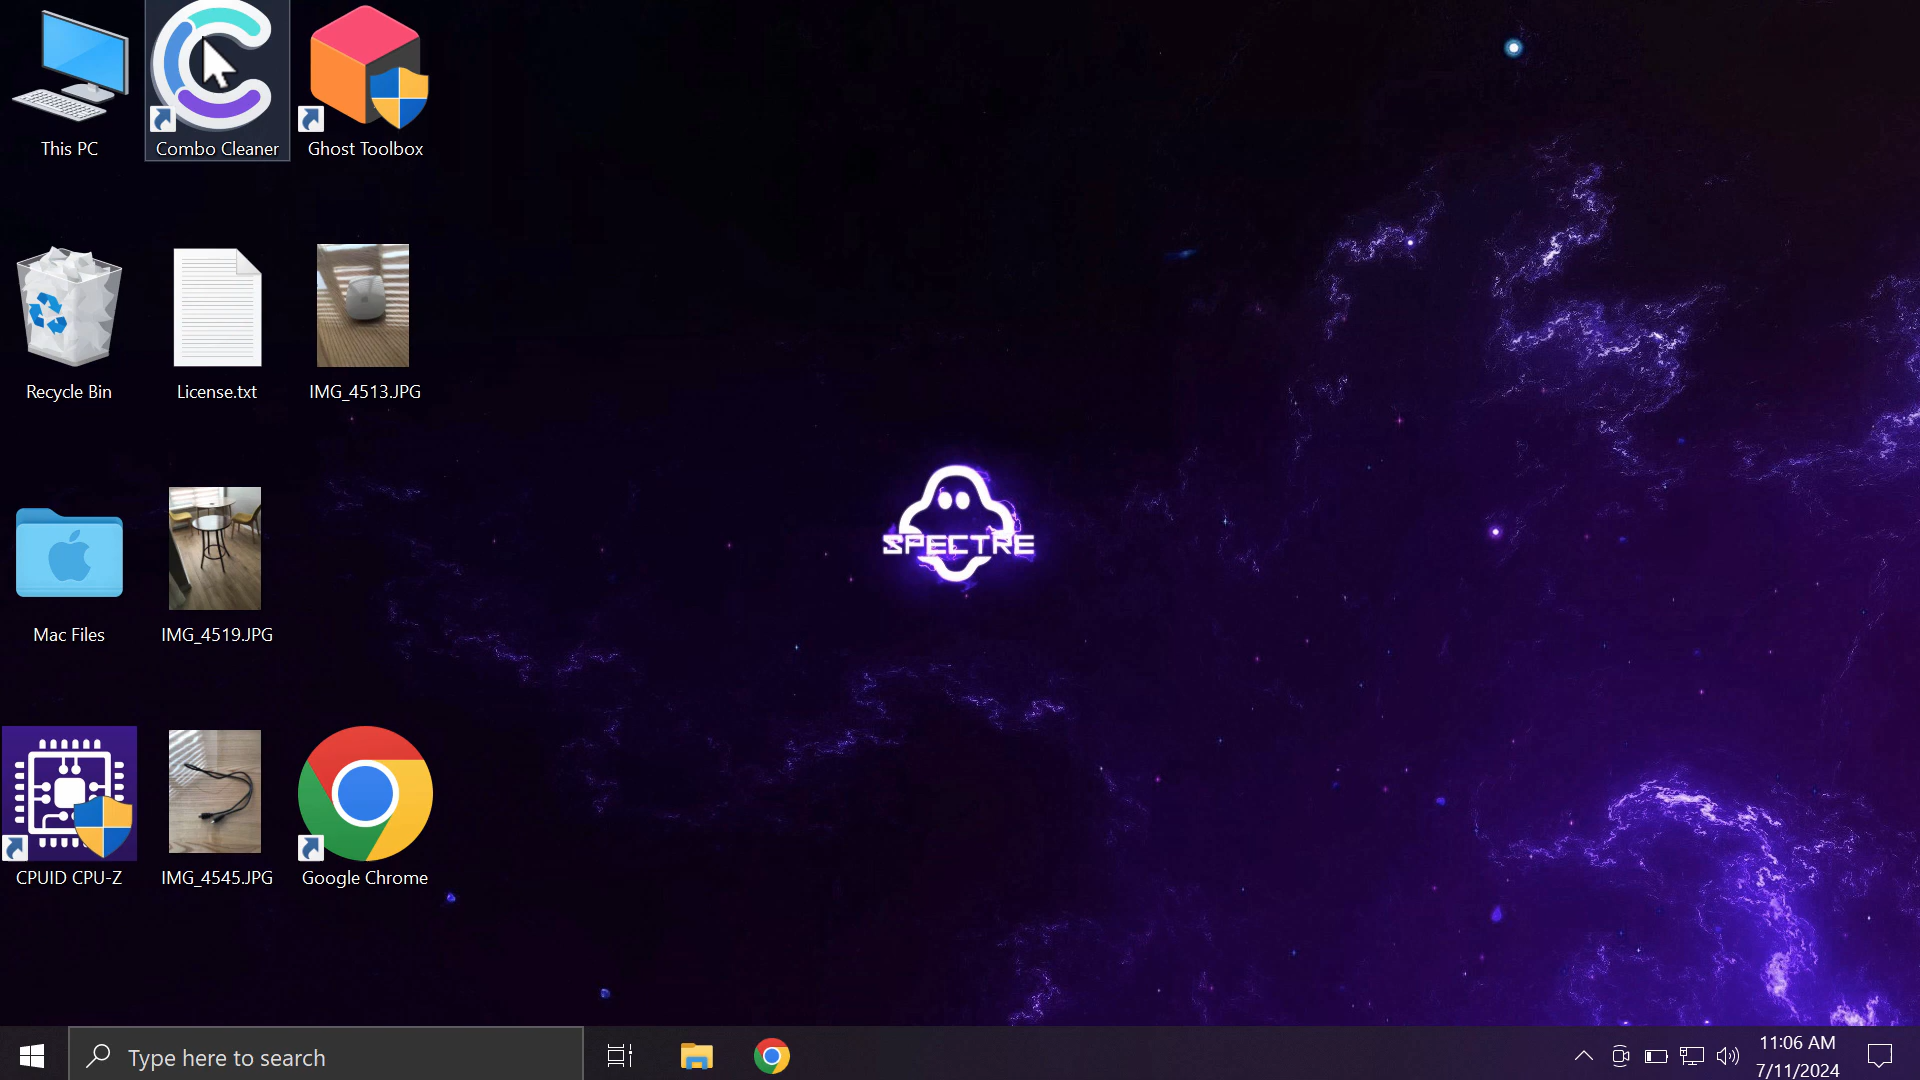 This PC
Combo Cleaner
Ghost Toolbox
Recycle Bin
License.txt
IMG_4513.JPG
SPECTRE
Mac Files
IMG_4519.JPG
CPUID CPU-Z
IMG_4545.JPG
Google Chrome
Type here to search
11:06 AM
7/11/2024